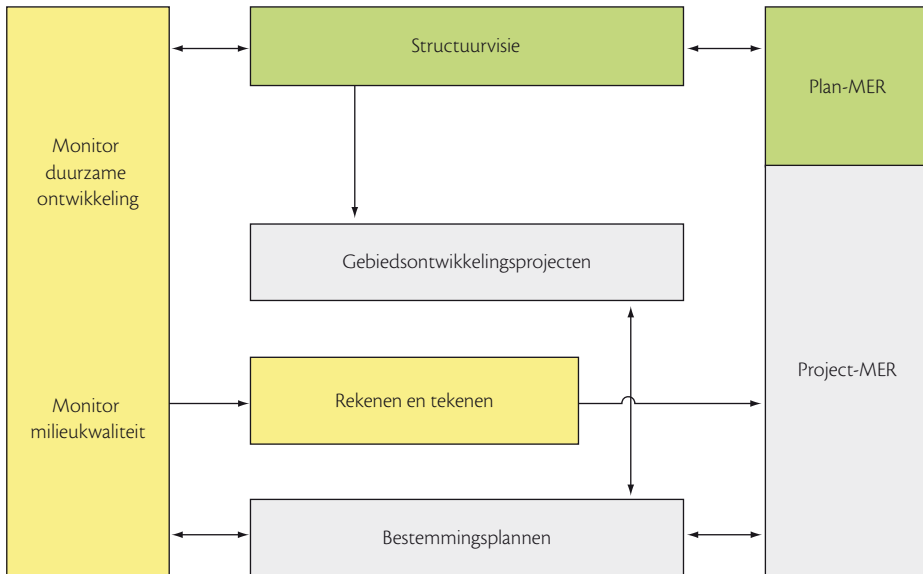 Structuurvisie
Plan-MER
Monitor
duurzame
ontwikkeling
Gebiedsontwikkelingsprojecten
Project-MER
Rekenen en tekenen
Monitor
milieukwaliteit
Bestemmingsplannen